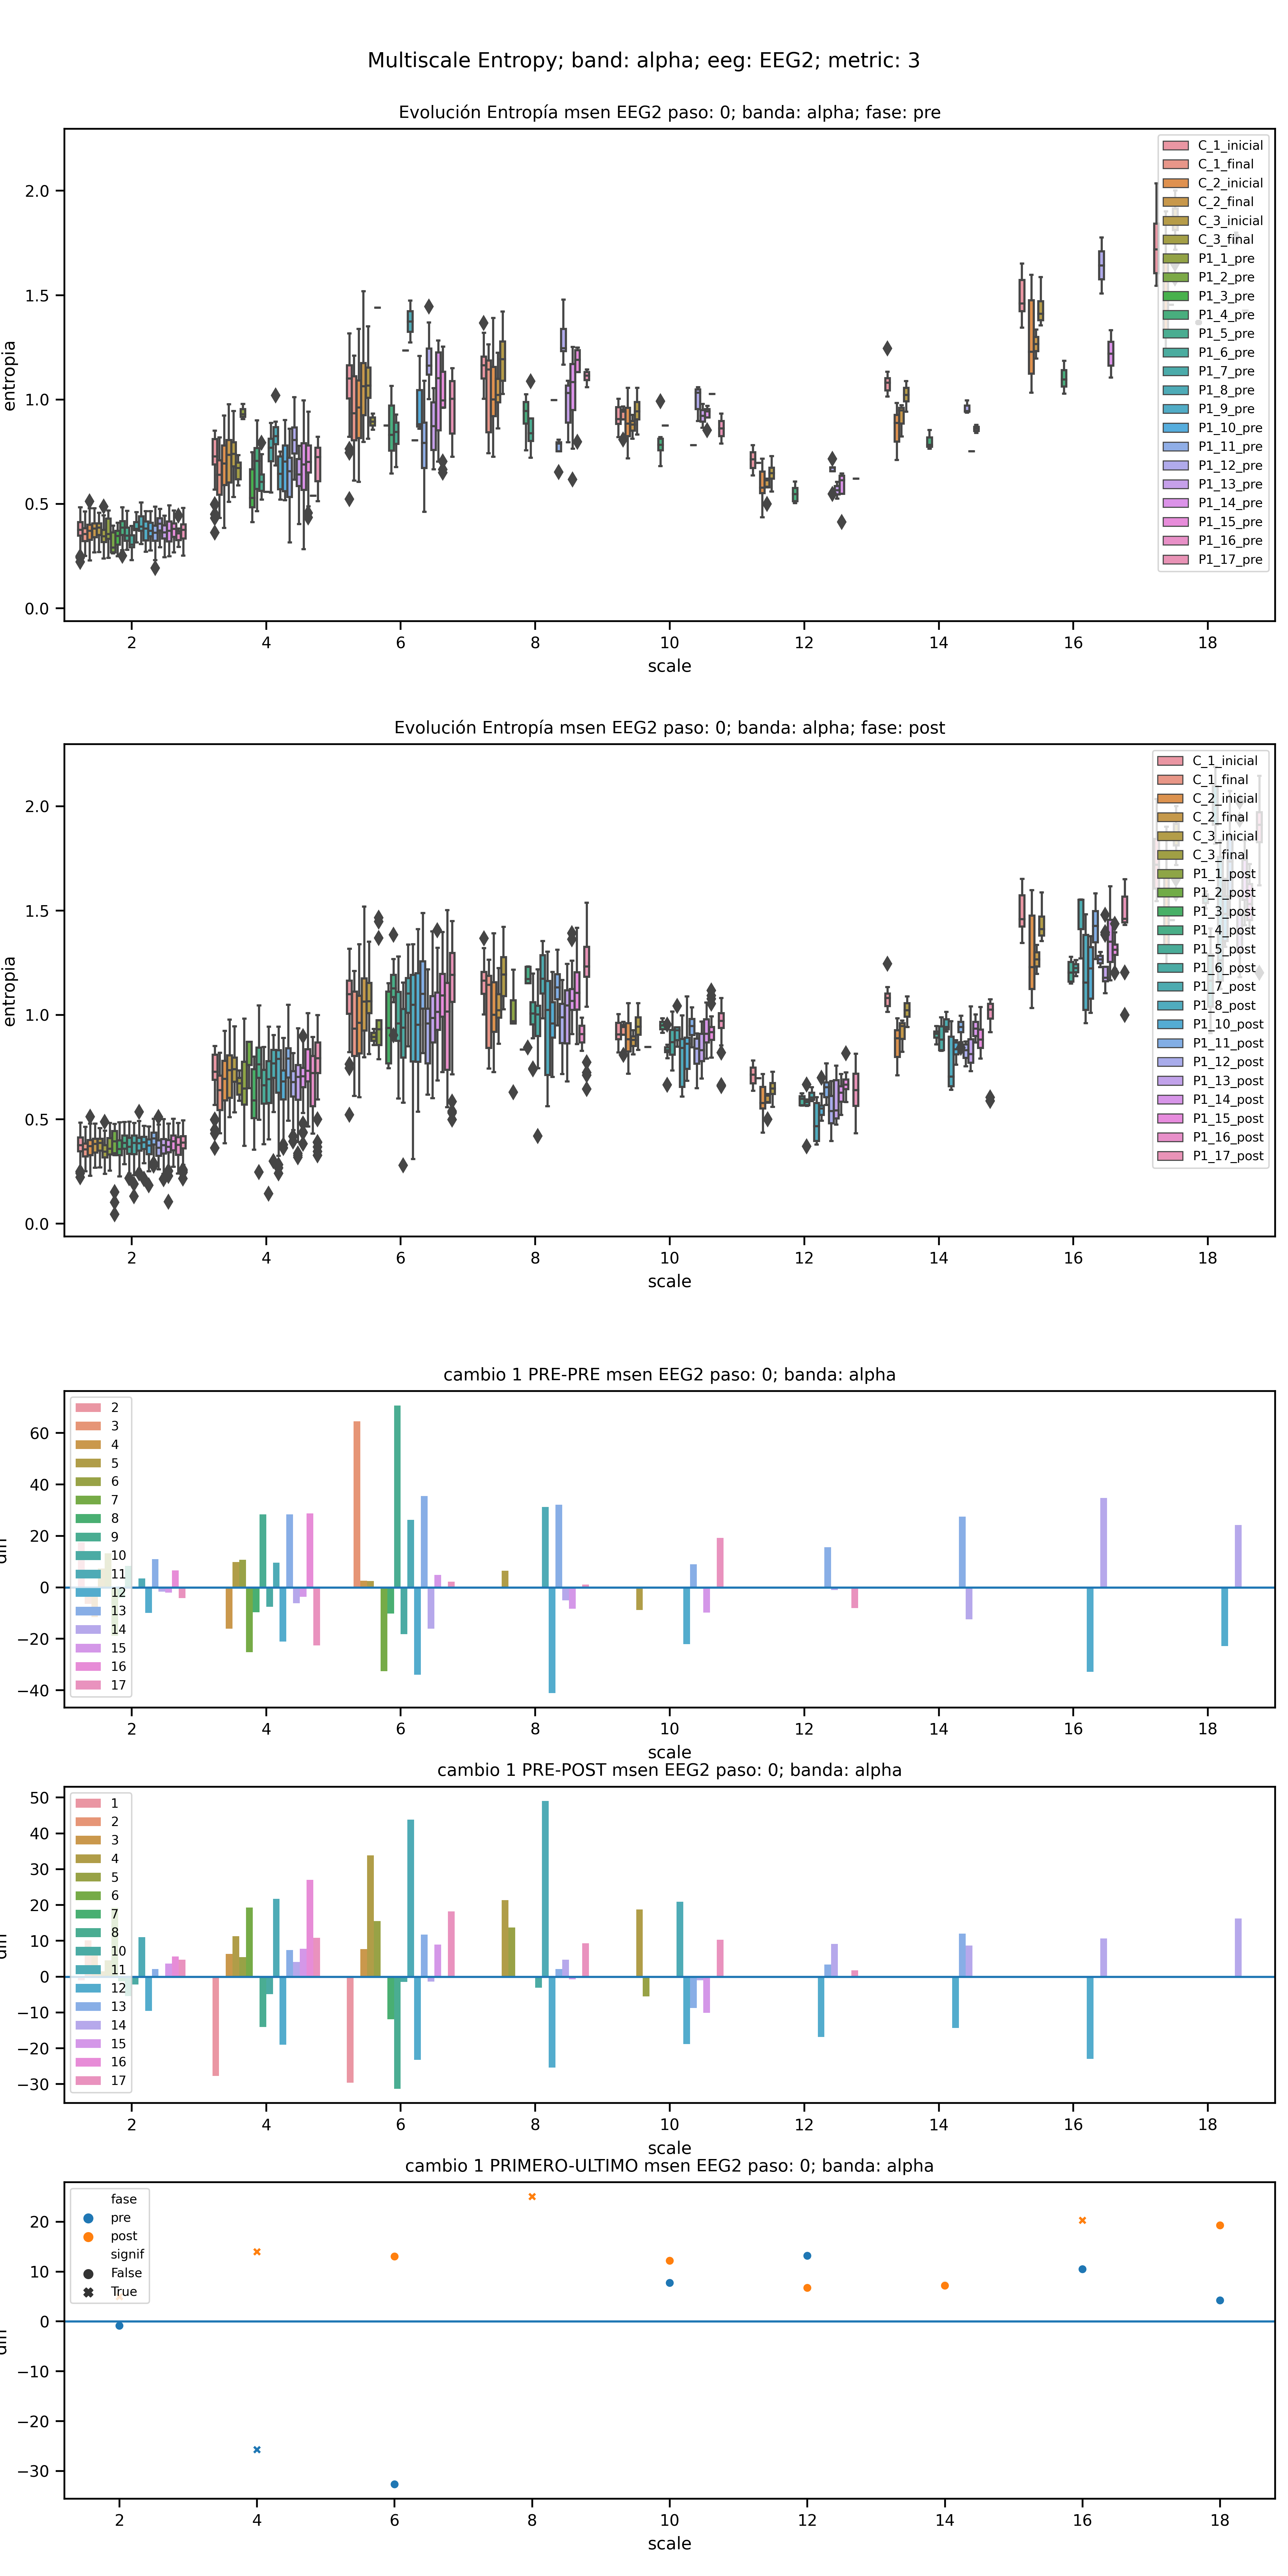 Multiscale Entropy; band: alpha; eeg: EEG2; metric: 3
Evolución Entropía msen EEG2 paso: 0; banda: alpha; fase: pre
entropia
2.0
1.5
1.0
0.5
0.0
C_1_inicial
C_1_final
C_2_inicial
C_2_final
C_3_inicial
C_3_final
P1_1_pre
P1_2_pre
P1_3_pre
P1_4_pre
P1_5_pre
P1_6_pre
P1_7_pre
P1_8_pre
P1_9_pre
P1_10_pre
P1_11_pre
P1_12_pre
P1_13_pre
P1_14_pre
P1_15_pre
P1_16_pre
P1_17_pre
2 4 6 8 10 12 14 16 18
scale
Evolución Entropía msen EEG2 paso: 0; banda: alpha; fase: post
entropia
2.0
1.5
1.0
0.5
0.0
C_1_inicial
C_1_final
C_2_inicial
C_2_final
C_3_inicial
C_3_final
P1_1_post
P1_2_post
P1_3_post
P1_4_post
P1_5_post
P1_6_post
P1_7_post
P1_8_post
P1_10_post
P1_11_post
P1_12_post
P1_13_post
P1_14_post
P1_15_post
P1_16_post
P1_17_post
2 4 6 8 10 12 14 16 18
scale
cambio 1 PRE-PRE msen EEG2 paso: 0; banda: alpha
60
40
20
0
−20
−40
2
3
4
5
6
7
8
9
10
11
12
13
14
15
16
17
2 4 6 8 10 12 14 16 18
scale
cambio 1 PRE-POST msen EEG2 paso: 0; banda: alpha
50
40
30
20
10
0
−10
−20
−30
1
2
3
4
5
6
7
8
10
11
12
13
14
15
16
17
2 4 6 8 10 12 14 16 18
scale
cambio 1 PRIMERO-ULTIMO msen EEG2 paso: 0; banda: alpha
20
10
0
−10
−20
−30
fase
pre
post
signif
False
True
2 4 6 8 10 12 14 16 18
scale